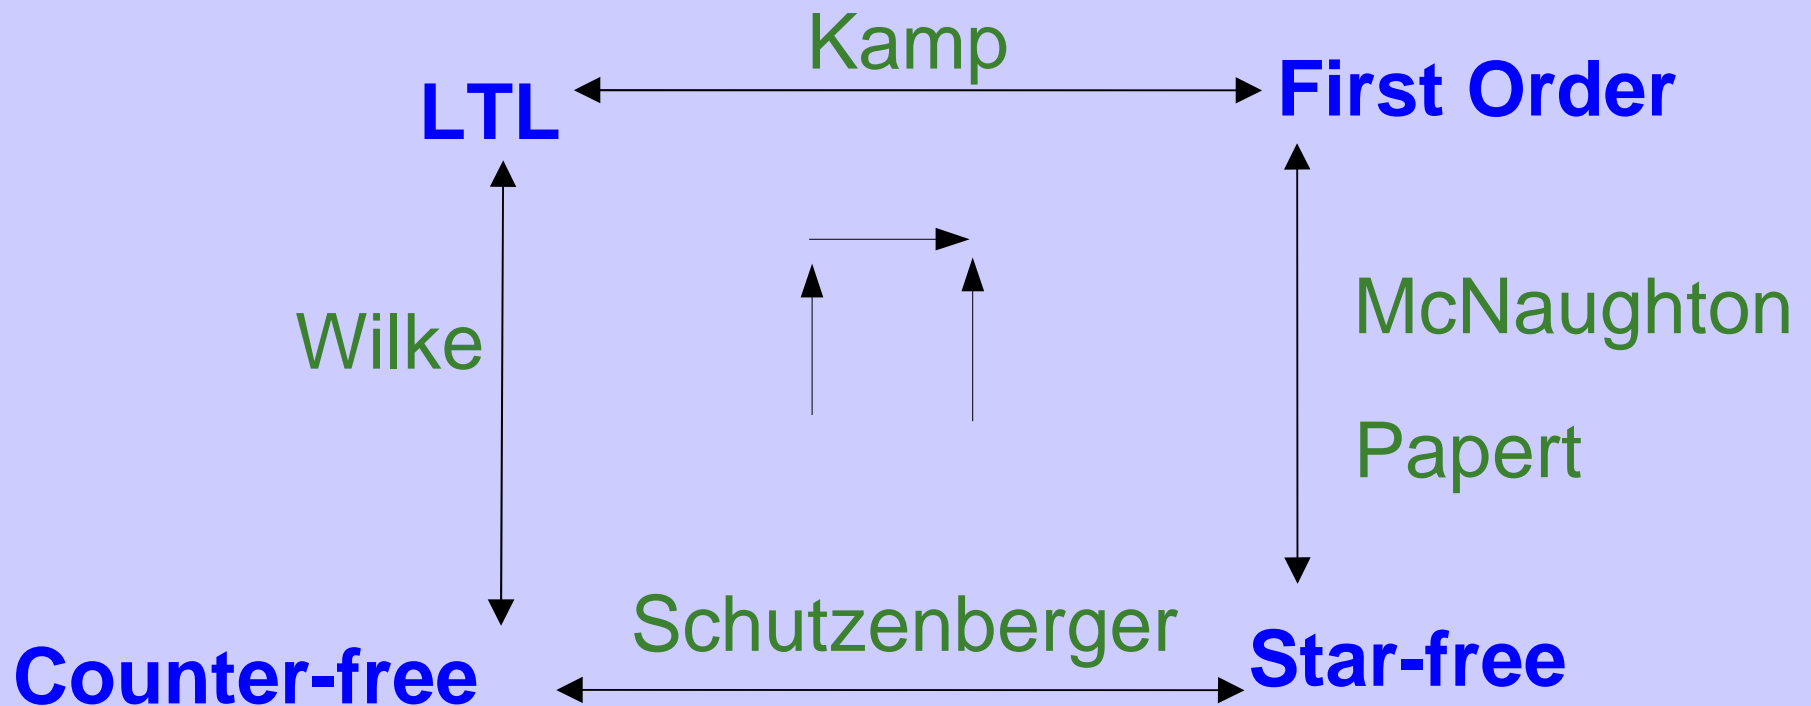 Kamp
LTL
First Order
Wilke
McNaughton
Papert
Schutzenberger
Counter-free
Star-free